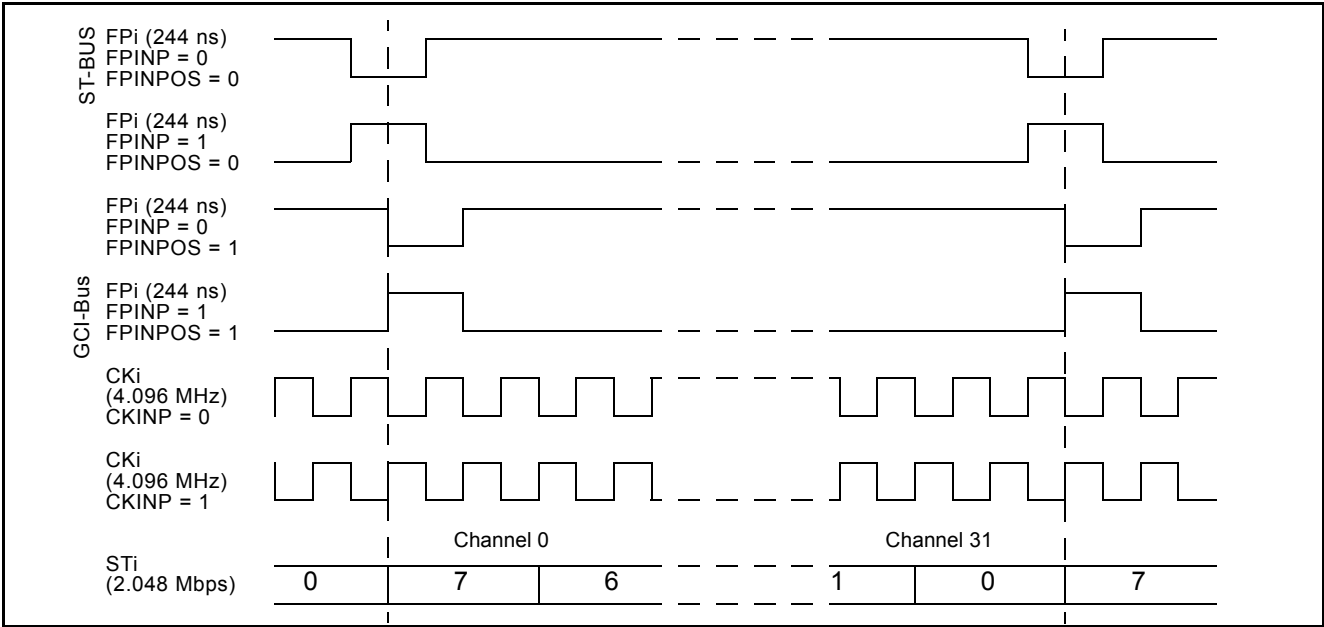 ST-BUS
FPi (244 ns)
FPINP = 0
FPINPOS = 0
FPi (244 ns)
FPINP = 1
FPINPOS = 0
FPi (244 ns)
FPINP = 0
FPINPOS = 1
GCI-Bus
FPi (244 ns)
FPINP = 1
FPINPOS = 1
CKi
(4.096 MHz)
CKINP = 0
CKi
(4.096 MHz)
CKINP = 1
Channel 0 Channel 31
STi
(2.048 Mbps)
0 7 6 1 0 7